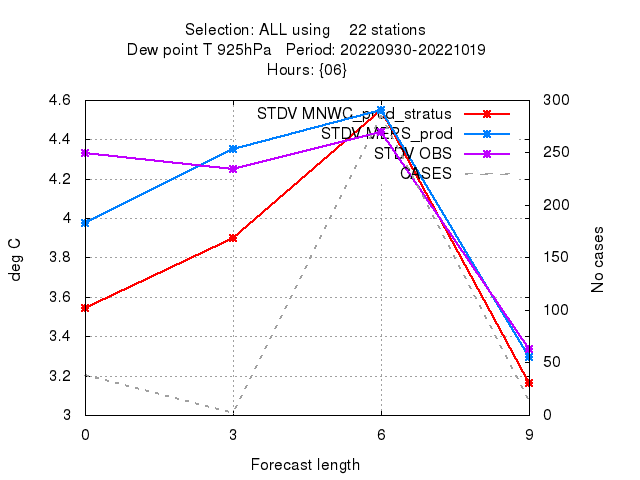 Selection: ALL using 22 stations
Dew point T 925hPa Period: 20220930-20221019
Hours: {06}
STDV MNWC_prod_stratus
STDV MEPS_prod
STDV OBS
CASES
4.6
4.4
4.2
4
3.8
3.6
3.4
3.2
3
300
250
200
150
100
50
0
deg C
No cases
0 3 6 9
Forecast length